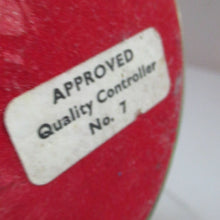 APPROVED
Quality Controller
No. 7